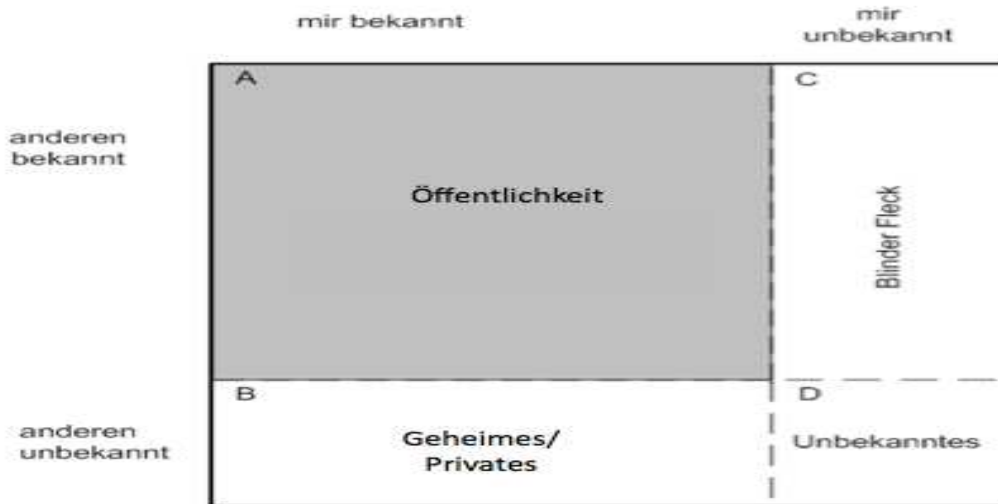 mir bekannt
mir
unbekannt
A
C
anderen
bekannt
Öffentlichkeit
Blinder Fleck
B
D
anderen
unbekannt
Geheimes/
Privates
Unbekanntes